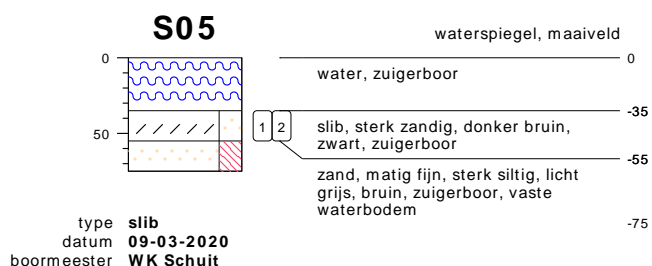 S05
waterspiegel, maaiveld
0
0
water, zuigerboor
-35
50
1 2
slib, sterk zandig, donker bruin,
zwart, zuigerboor
-55
zand, matig fijn, sterk siltig, licht
grijs, bruin, zuigerboor, vaste
waterbodem
-75
type slib
datum 09-03-2020
boormeester WK Schuit